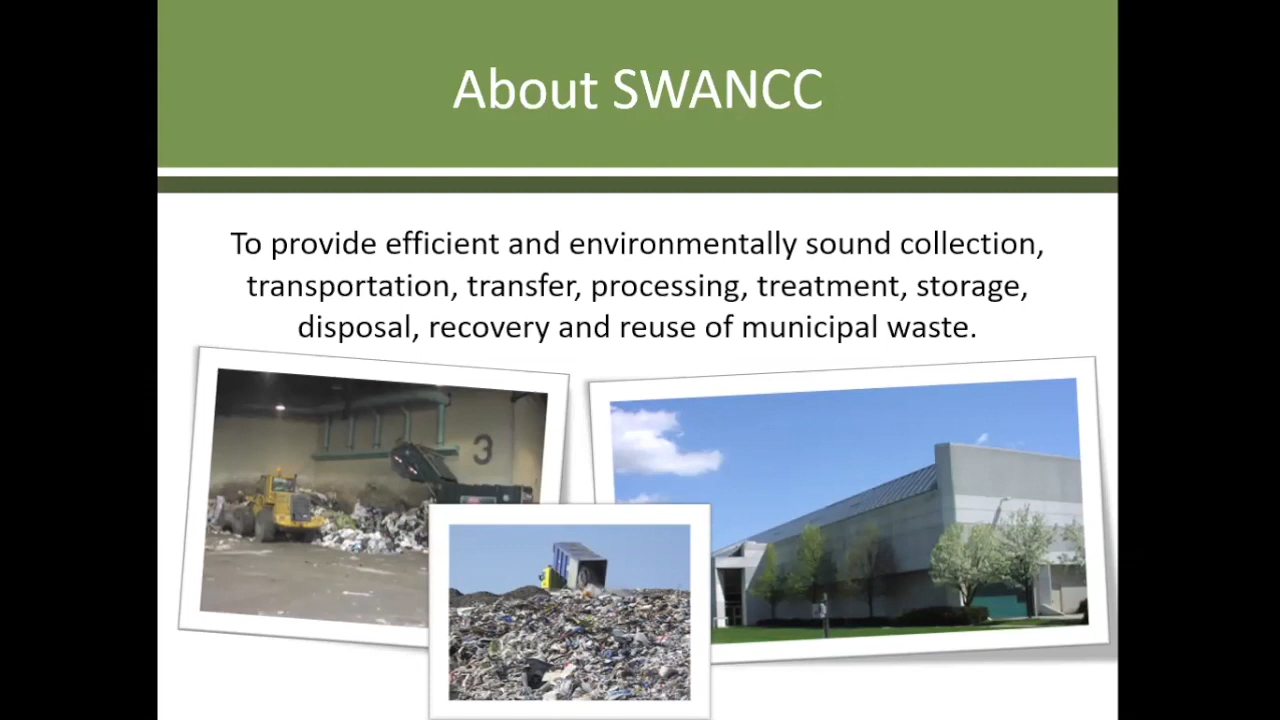 About SWANCC
To provide efficient and environmentally sound collection,
transportation, transfer, processing, treatment, storage,
disposal, recovery and reuse of municipal waste.
3